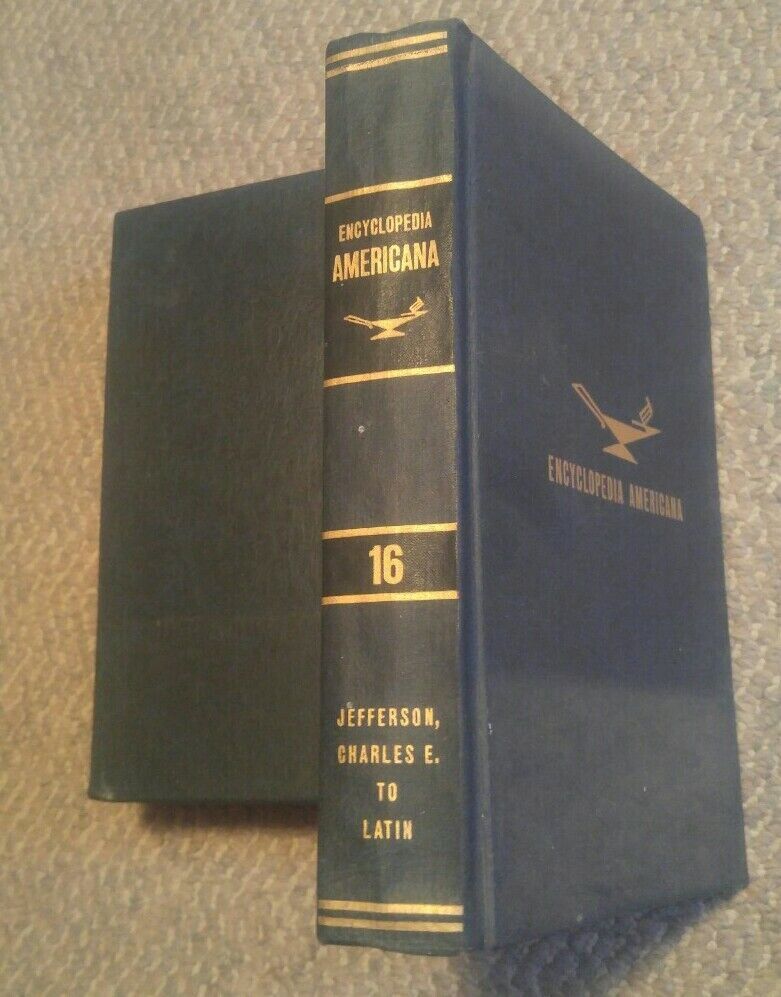 ENCYCLOPEDIA
AMERICANA
16
JEFFERSON,
CHARLES E.
TO
LATIN
ENCYCLOPEDIA AMERICANA